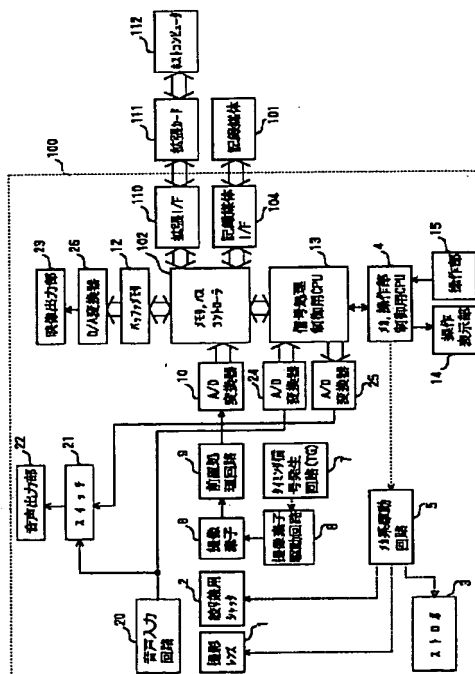 100
112
ホストコンピュータ
111
拡張カード
101
記録媒体
110
拡張I/F
104
記録媒体
I/F
23
映像出力部
26
D/A変換器
12
バッファメモリ
102
メモリ,バス
コントローラ
13
信号処理
制御用CPU
4
メカ,操作部
制御用CPU
15
操作部
14
操作
表示部
10
A/D
変換器
24
A/D
変換器
25
A/D
変換器
22
音声出力部
21
スイッチ
20
音声入力
回路
9
前置処
理回路
8
撮像
素子
7
タイミング信
号発生
回路(TG)
6
撮像素子
駆動回路
5
メカ系駆動
回路
2
絞り兼用
シャッタ
1
撮影
レンズ
3
ストロボ